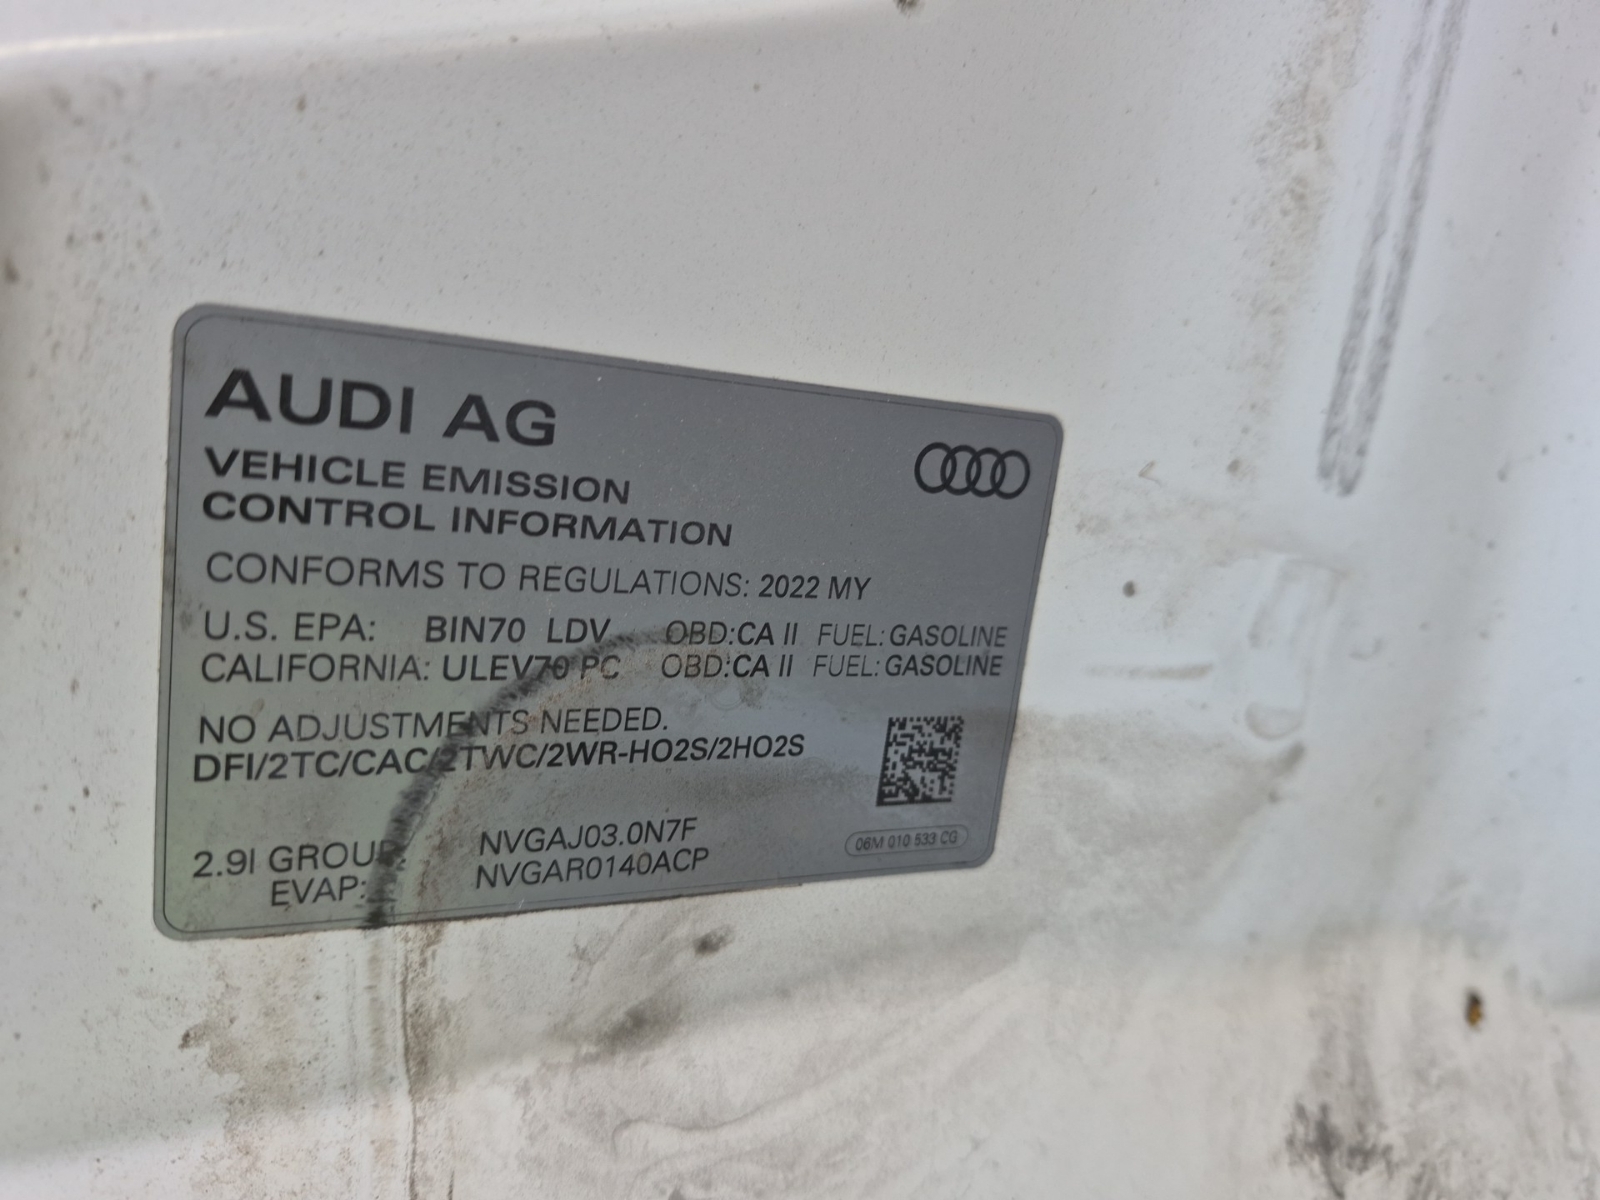 AUDI AG
VEHICLE EMISSION
CONTROL INFORMATION
CONFORMS TO REGULATIONS: 2022 MY
U.S. EPA: BIN70 LDV OBD:CA II FUEL: GASOLINE
CALIFORNIA: ULEV70 PC OBD:CA II FUEL: GASOLINE
NO ADJUSTMENTS NEEDED.
DFI/2TC/CAC/2TWC/2WR-HO2S/2HO2S
2.9l GROUP: NVGAJ03.0N7F
EVAP: NVGAR0140ACP
06M 010 533 CG